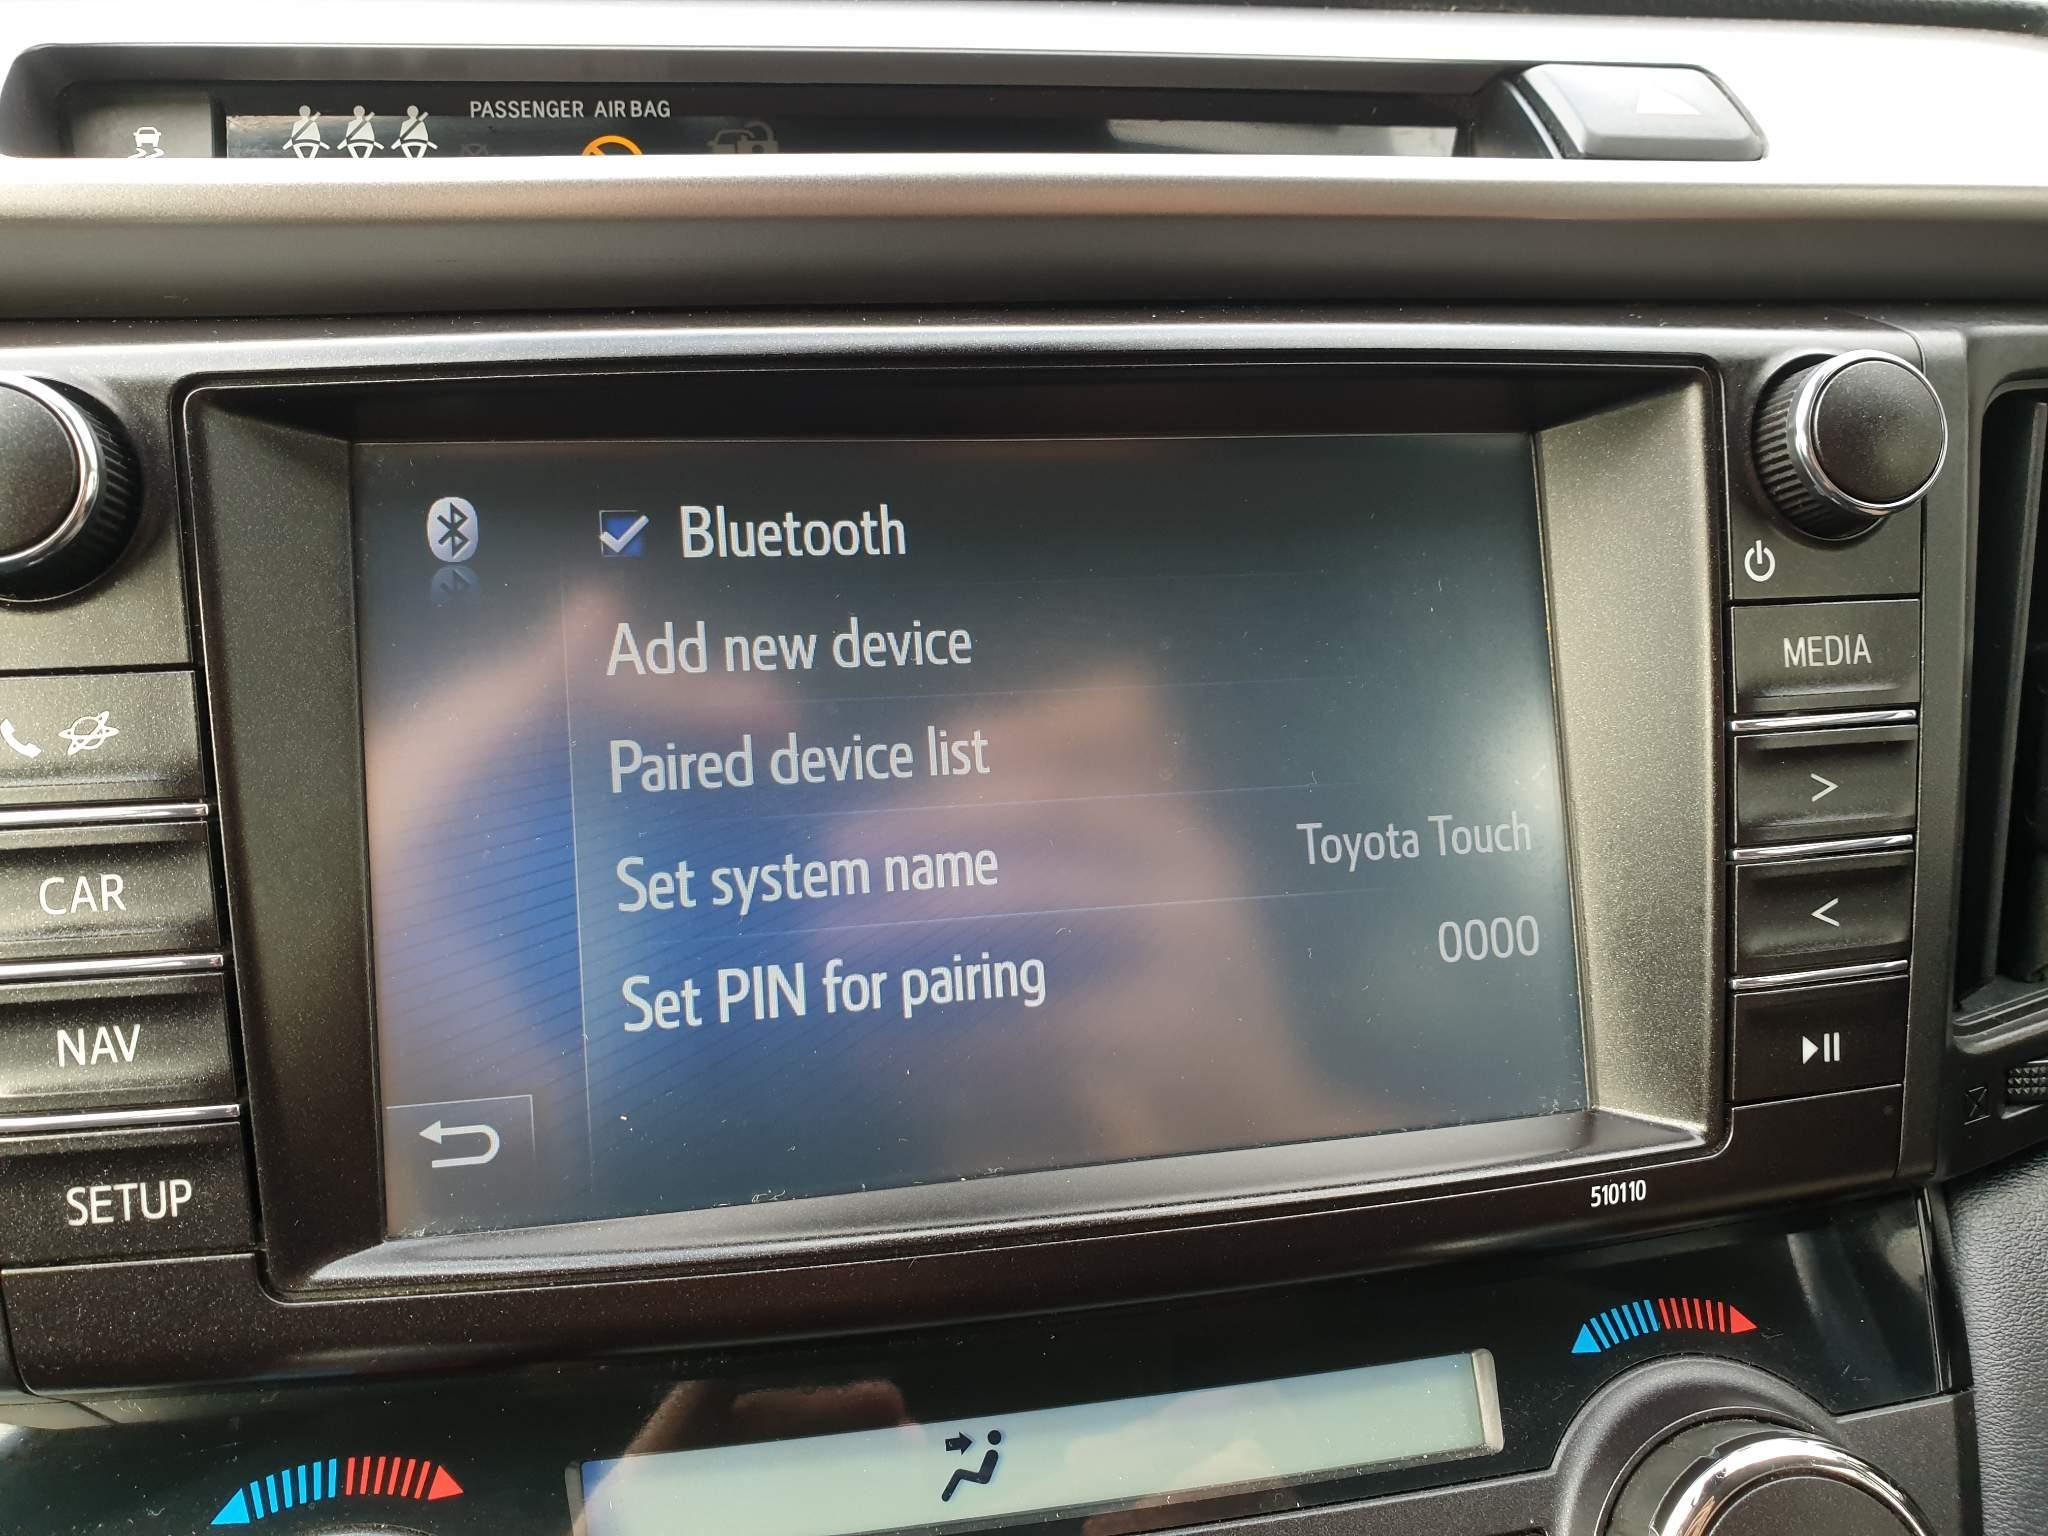 PASSENGER AIR BAG
Bluetooth
Add new device
Paired device list
Set system name
Toyota Touch
Set PIN for pairing
0000
CAR
NAV
SETUP
MEDIA
>
<
510110